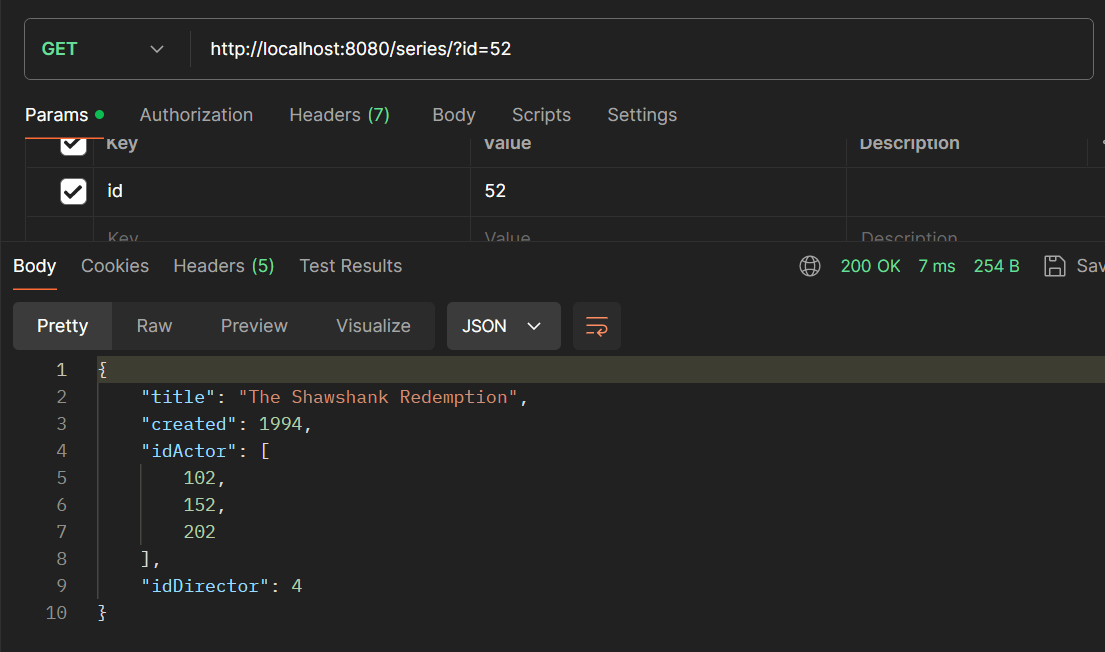 GET http://localhost:8080/series/?id=52
Params Authorization Headers (7) Body Scripts Settings
Key Value Description
id 52
Key Value Description
Body Cookies Headers (5) Test Results 200 OK 7 ms 254 B Sav
Pretty Raw Preview Visualize JSON
1 {
2 "title": "The Shawshank Redemption",
3 "created": 1994,
4 "idActor": [
5 102,
6 152,
7 202
8 ],
9 "idDirector": 4
10 }